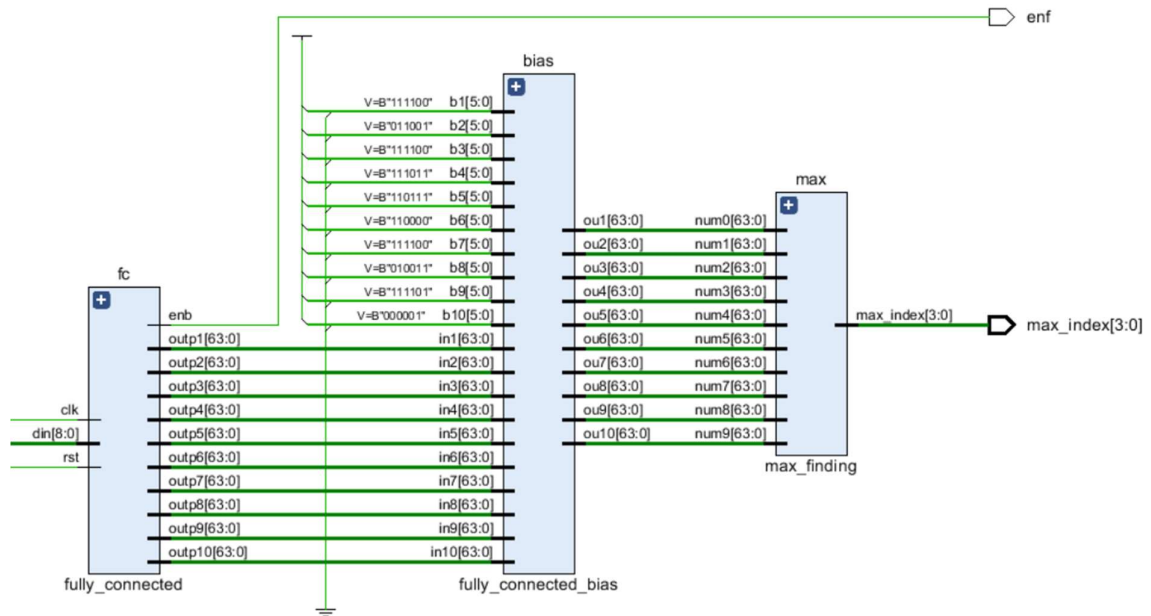 enf
bias
V=B"111100" b1[5:0]
V=B"011001" b2[5:0]
V=B"111100" b3[5:0]
V=B"111011" b4[5:0]
V=B"110111" b5[5:0]
V=B"110000" b6[5:0]
V=B"111100" b7[5:0]
V=B"010011" b8[5:0]
V=B"111101" b9[5:0]
V=B"000001" b10[5:0]
max
ou1[63:0] num0[63:0]
ou2[63:0] num1[63:0]
ou3[63:0] num2[63:0]
ou4[63:0] num3[63:0]
ou5[63:0] num4[63:0]
ou6[63:0] num5[63:0]
ou7[63:0] num6[63:0]
ou8[63:0] num7[63:0]
ou9[63:0] num8[63:0]
ou10[63:0] num9[63:0]
max_index[3:0] max_index[3:0]
max_finding
fc
enb
outp1[63:0] in1[63:0]
outp2[63:0] in2[63:0]
outp3[63:0] in3[63:0]
outp4[63:0] in4[63:0]
outp5[63:0] in5[63:0]
outp6[63:0] in6[63:0]
outp7[63:0] in7[63:0]
outp8[63:0] in8[63:0]
outp9[63:0] in9[63:0]
outp10[63:0] in10[63:0]
clk
din[8:0]
rst
fully_connected
fully_connected_bias